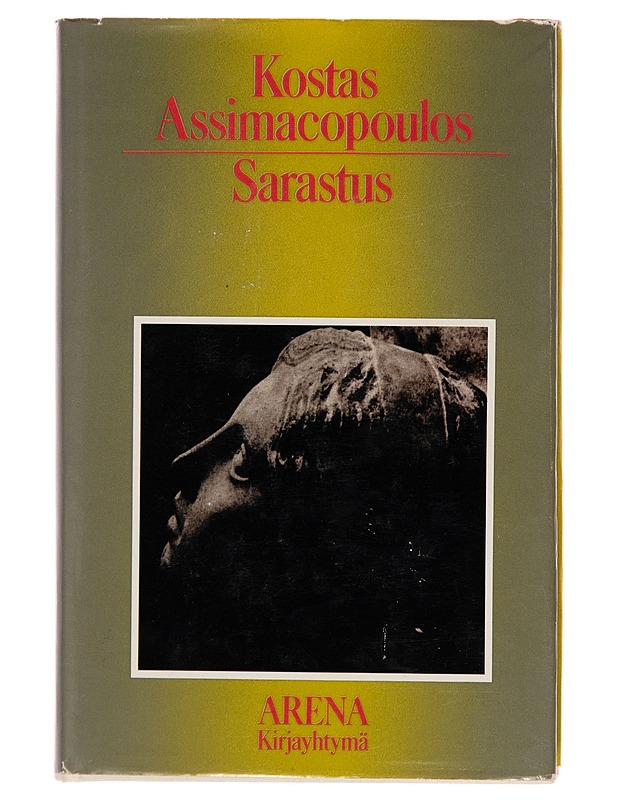 Kostas
Assimacopoulos
Sarastus
ARENA
Kirjayhtymä